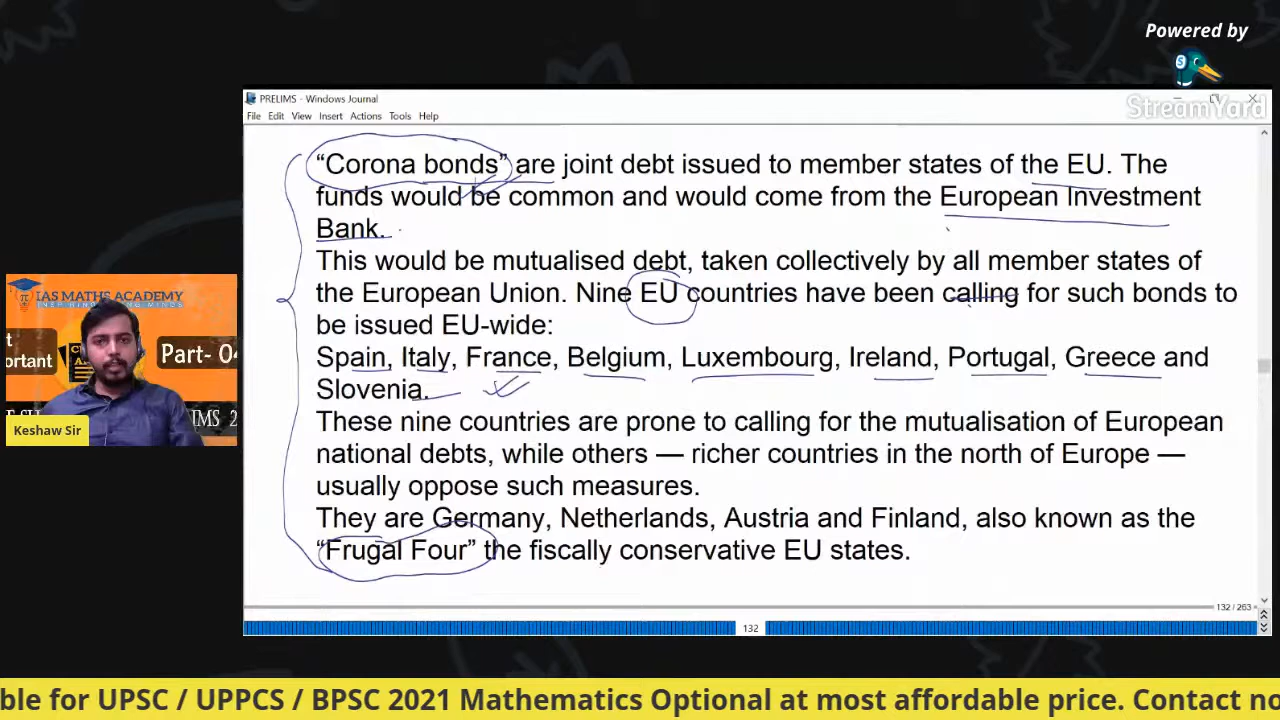 Powered by
StreamYard
PRELIMS - Windows Journal
File Edit View Insert Actions Tools Help
“Corona bonds” are joint debt issued to member states of the EU. The
funds would be common and would come from the European Investment
Bank.
This would be mutualised debt, taken collectively by all member states of
the European Union. Nine EU countries have been calling for such bonds to
be issued EU-wide:
Spain, Italy, France, Belgium, Luxembourg, Ireland, Portugal, Greece and
Slovenia.
These nine countries are prone to calling for the mutualisation of European
national debts, while others — richer countries in the north of Europe —
usually oppose such measures.
They are Germany, Netherlands, Austria and Finland, also known as the
“Frugal Four” the fiscally conservative EU states.
132 / 263
132
IAS MATHS ACADEMY
Part- 04
Keshaw Sir
ble for UPSC / UPPCS / BPSC 2021 Mathematics Optional at most affordable price. Contact no